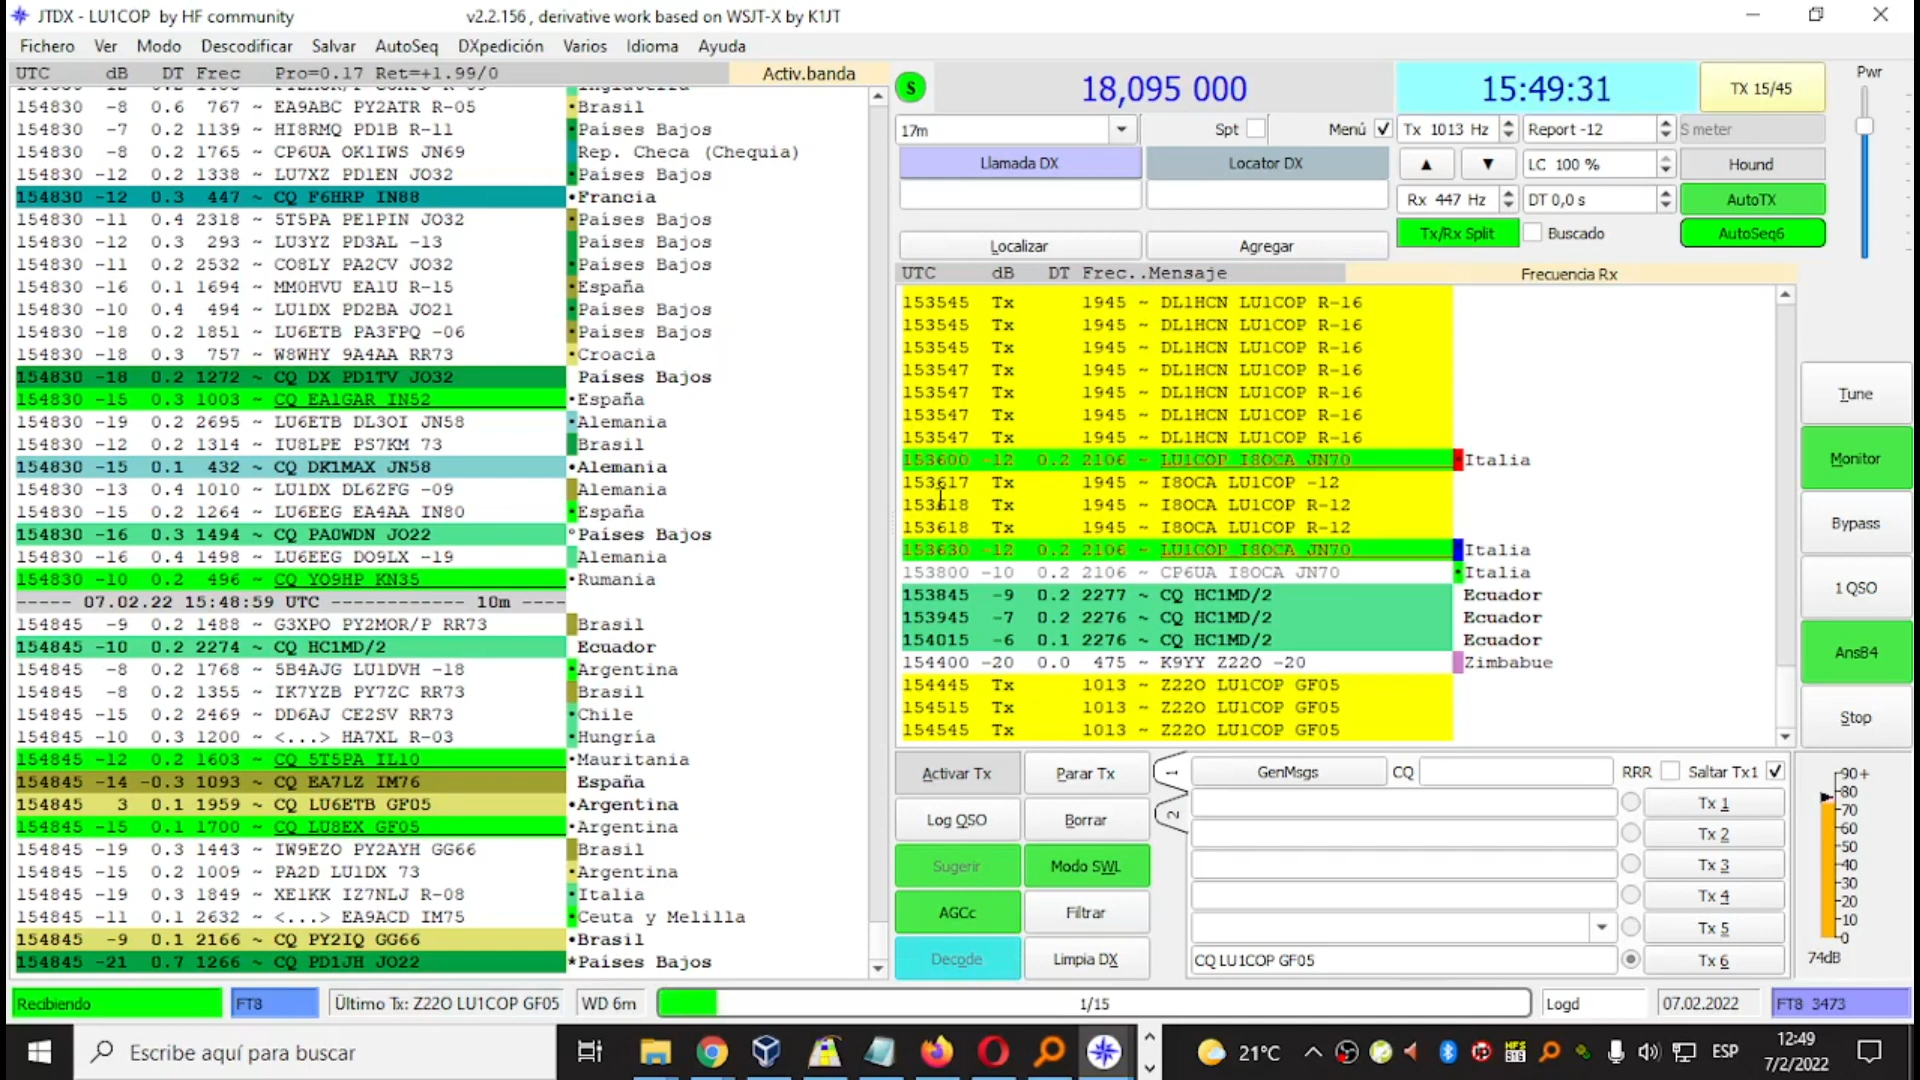 JTDX - LU1COP by HF community v2.2.156 , derivative work based on WSJT-X by K1JT
Fichero Ver Modo Descodificar Salvar AutoSeq DXpedición Varios Idioma Ayuda
UTC dB DT Frec Pro=0.17 Ret=+1.99/0 Activ.banda
154830 -8 0.6 767 ~ EA9ABC PY2ATR R-05 •Brasil
154830 -7 0.2 1139 ~ HI8RMQ PD1B R-11 •Países Bajos
154830 -8 0.2 1765 ~ CP6UA OK1IWS JN69 •Rep. Checa (Chequia)
154830 -12 0.2 1338 ~ LU7XZ PD1EN JO32 •Países Bajos
154830 -12 0.3 447 ~ CQ F6HRP IN88 •Francia
154830 -11 0.4 2318 ~ 5T5PA PE1PIN JO32 •Países Bajos
154830 -12 0.3 293 ~ LU3YZ PD3AL -13 •Países Bajos
154830 -11 0.2 2532 ~ CO8LY PA2CV JO32 •Países Bajos
154830 -16 0.1 1694 ~ MM0HVU EA1U R-15 •España
154830 -10 0.4 494 ~ LU1DX PD2BA JO21 •Países Bajos
154830 -18 0.2 1851 ~ LU6ETB PA3FPQ -06 •Países Bajos
154830 -18 0.3 757 ~ W8WHY 9A4AA RR73 •Croacia
154830 -18 0.2 1272 ~ CQ DX PD1TV JO32 Países Bajos
154830 -15 0.3 1003 ~ CQ EA1GAR IN52 •España
154830 -19 0.2 2695 ~ LU6ETB DL3OI JN58 •Alemania
154830 -12 0.2 1314 ~ IU8LPE PS7KM 73 •Brasil
154830 -15 0.1 432 ~ CQ DK1MAX JN58 •Alemania
154830 -13 0.4 1010 ~ LU1DX DL6ZFG -09 Alemania
154830 -15 0.2 1264 ~ LU6EEG EA4AA IN80 •España
154830 -16 0.3 1494 ~ CQ PA0WDN JO22 °Países Bajos
154830 -16 0.4 1498 ~ LU6EEG DO9LX -19 Alemania
154830 -10 0.2 496 ~ CQ YO9HP KN35 •Rumania
----- 07.02.22 15:48:59 UTC ------------ 10m ----
154845 -9 0.2 1488 ~ G3XPO PY2MOR/P RR73 Brasil
154845 -10 0.2 2274 ~ CQ HC1MD/2 Ecuador
154845 -8 0.2 1768 ~ 5B4AJG LU1DVH -18 •Argentina
154845 -8 0.2 1355 ~ IK7YZB PY7ZC RR73 Brasil
154845 -15 0.2 2469 ~ DD6AJ CE2SV RR73 •Chile
154845 -10 0.3 1200 ~ <...> HA7XL R-03 •Hungría
154845 -12 0.2 1603 ~ CQ 5T5PA IL10 •Mauritania
154845 -14 -0.3 1093 ~ CQ EA7LZ IM76 España
154845 3 0.1 1959 ~ CQ LU6ETB GF05 •Argentina
154845 -15 0.1 1700 ~ CQ LU8EX GF05 •Argentina
154845 -19 0.3 1443 ~ IW9EZO PY2AYH GG66 Brasil
154845 -15 0.2 1009 ~ PA2D LU1DX 73 •Argentina
154845 -19 0.3 1849 ~ XE1KK IZ7NLJ R-08 •Italia
154845 -11 0.1 2632 ~ <...> EA9ACD IM75 •Ceuta y Melilla
154845 -9 0.1 2166 ~ CQ PY2IQ GG66 •Brasil
154845 -21 0.7 1266 ~ CQ PD1JH JO22 *Países Bajos
S 18,095 000 15:49:31 TX 15/45 Pwr
17m Spt Menú Tx 1013 Hz Report -12 S meter
Llamada DX Locator DX ▲ ▼ LC 100 % Hound
Rx 447 Hz DT 0,0 s AutoTX
Tx/Rx Split Buscado AutoSeq6
Localizar Agregar
UTC dB DT Frec..Mensaje Frecuencia Rx
153545 Tx 1945 ~ DL1HCN LU1COP R-16
153545 Tx 1945 ~ DL1HCN LU1COP R-16
153545 Tx 1945 ~ DL1HCN LU1COP R-16
153547 Tx 1945 ~ DL1HCN LU1COP R-16
153547 Tx 1945 ~ DL1HCN LU1COP R-16
153547 Tx 1945 ~ DL1HCN LU1COP R-16
153547 Tx 1945 ~ DL1HCN LU1COP R-16
153600 -12 0.2 2106 ~ LU1COP I8OCA JN70 Italia
153617 Tx 1945 ~ I8OCA LU1COP -12
153618 Tx 1945 ~ I8OCA LU1COP R-12
153618 Tx 1945 ~ I8OCA LU1COP R-12
153630 -12 0.2 2106 ~ LU1COP I8OCA JN70 Italia
153800 -10 0.2 2106 ~ CP6UA I8OCA JN70 •Italia
153845 -9 0.2 2277 ~ CQ HC1MD/2 Ecuador
153945 -7 0.2 2276 ~ CQ HC1MD/2 Ecuador
154015 -6 0.1 2276 ~ CQ HC1MD/2 Ecuador
154400 -20 0.0 475 ~ K9YY Z22O -20 Zimbabue
154445 Tx 1013 ~ Z22O LU1COP GF05
154515 Tx 1013 ~ Z22O LU1COP GF05
154545 Tx 1013 ~ Z22O LU1COP GF05
Tune
Monitor
Bypass
1 QSO
AnsB4
Stop
Activar Tx Parar Tx 1 GenMsgs CQ RRR Saltar Tx1
Tx 1
Log QSO Borrar 2 Tx 2
Sugerir Modo SWL Tx 3
Tx 4
AGCc Filtrar Tx 5
Decode Limpia DX CQ LU1COP GF05 Tx 6
90+
80
70
60
50
40
30
20
10
0
74dB
Recibiendo FT8 Último Tx: Z22O LU1COP GF05 WD 6m 1/15 Logd 07.02.2022 FT8 3473
Escribe aquí para buscar 21°C ESP 12:49
7/2/2022